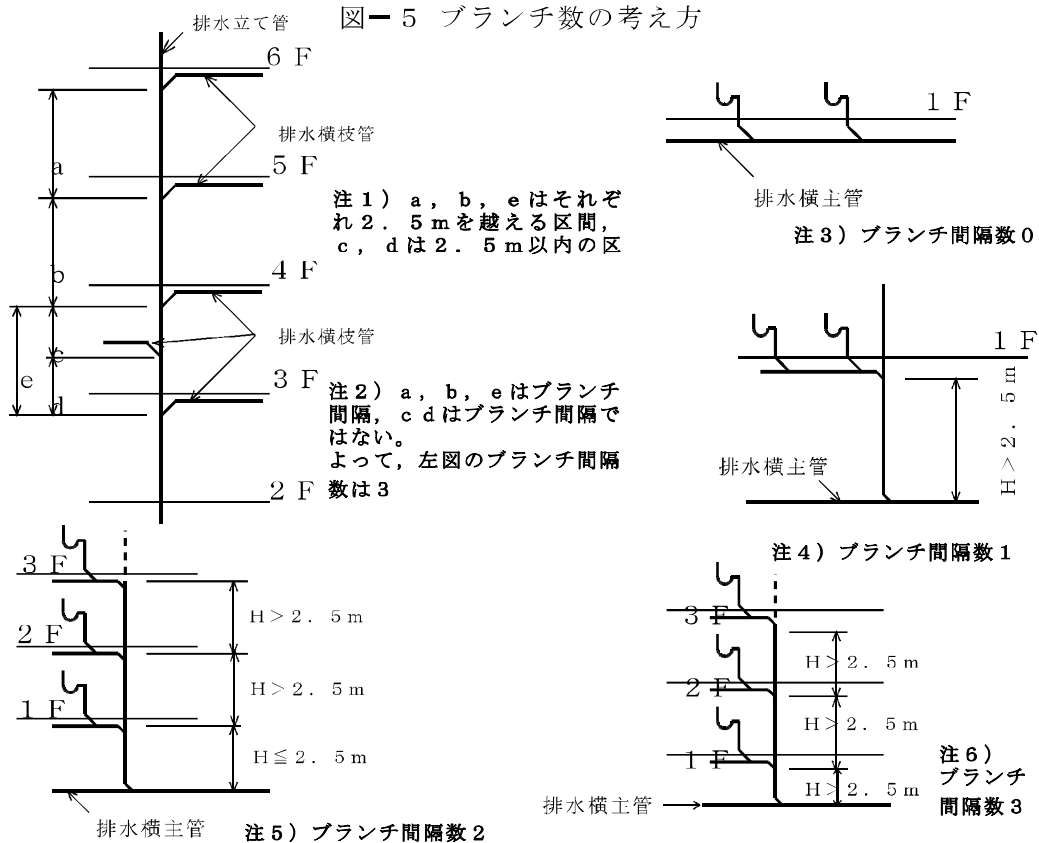 図－５ ブランチ数の考え方
排水立て管
６Ｆ
排水横枝管
a
５Ｆ
注１）ａ，ｂ，ｅはそれぞ
れ２．５ｍを越える区間，
ｃ，ｄは２．５ｍ以内の区
b
４Ｆ
排水横枝管
c
e
３Ｆ
d
注２）ａ，ｂ，ｅはブランチ
間隔，ｃｄはブランチ間隔で
はない。
よって，左図のブランチ間隔
数は３
２Ｆ
１Ｆ
排水横主管
注３）ブランチ間隔数０
１Ｆ
Ｈ＞２．５ｍ
排水横主管
注４）ブランチ間隔数１
３Ｆ
Ｈ＞２．５ｍ
２Ｆ
Ｈ＞２．５ｍ
１Ｆ
Ｈ≦２．５ｍ
排水横主管
注５）ブランチ間隔数２
３Ｆ
Ｈ＞２．５ｍ
２Ｆ
Ｈ＞２．５ｍ
１Ｆ
Ｈ＞２．５ｍ
排水横主管
注６）
ブランチ
間隔数３